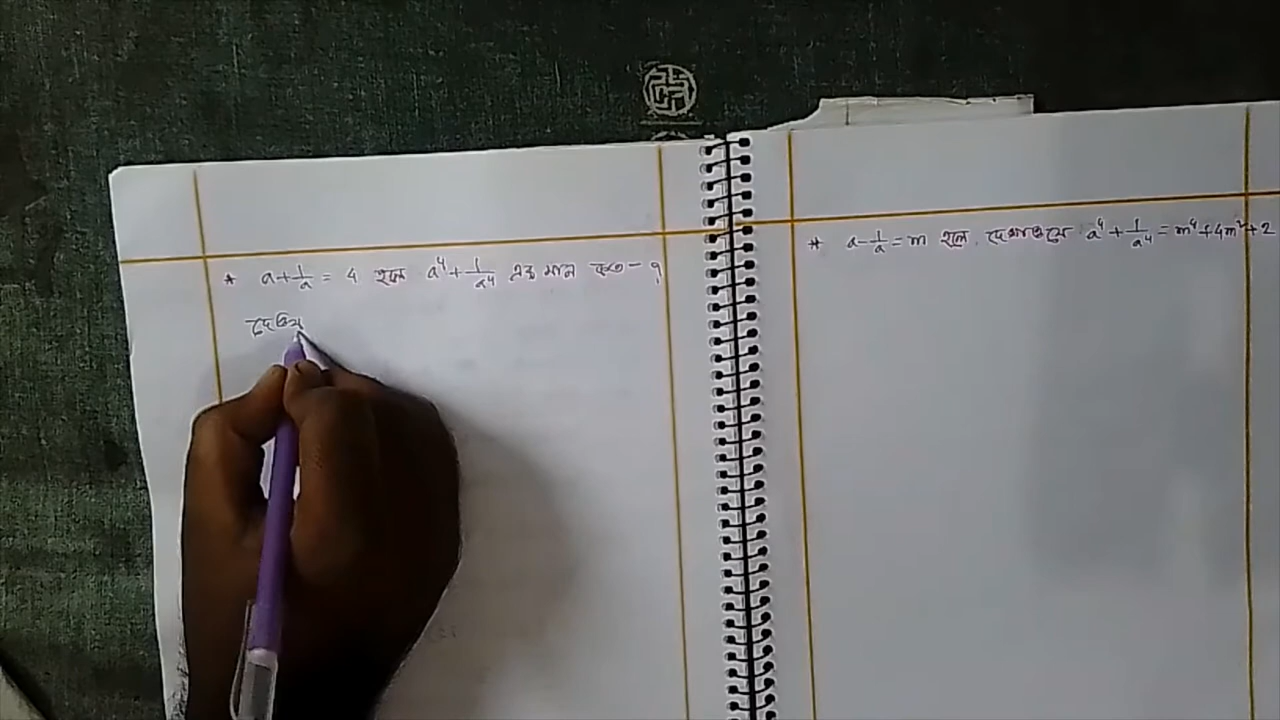 * a+1/a = 4 হলে a⁴+1/a⁴ এর মান কত - ?
দেওয়া
* a-1/a = m হলে, দেখাও যে, a⁴+1/a⁴ = m⁴+4m²+2